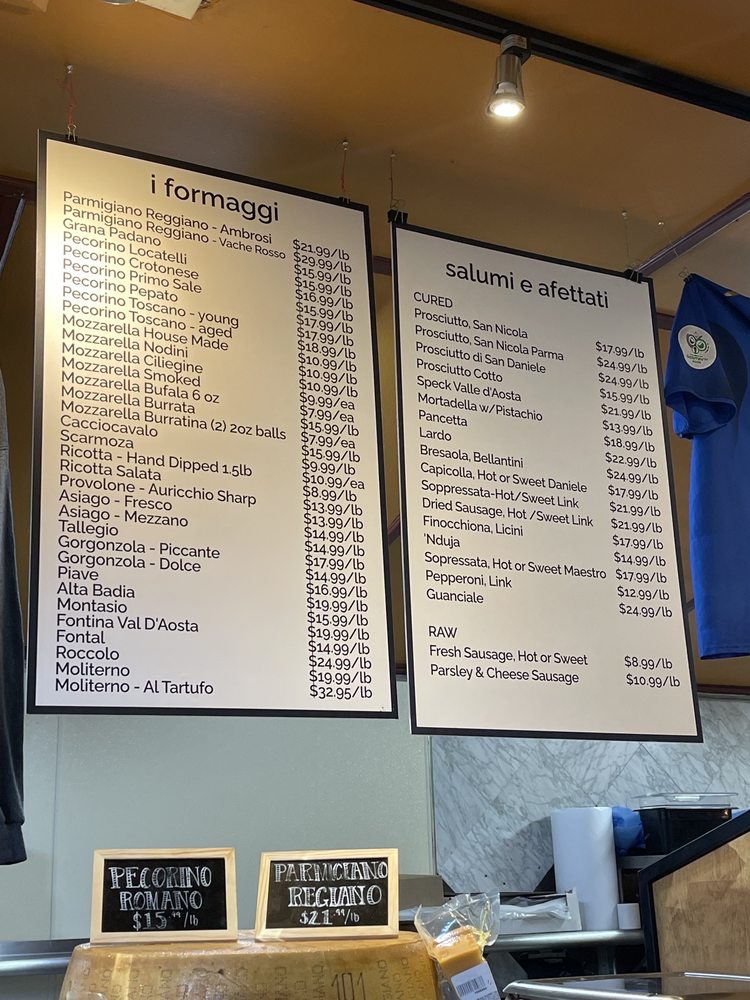 i formaggi
Parmigiano Reggiano - Ambrosi $21.99/lb
Parmigiano Reggiano - Vache Rosso $29.99/lb
Grana Padano $15.99/lb
Pecorino Locatelli $15.99/lb
Pecorino Crotonese $16.99/lb
Pecorino Primo Sale $15.99/lb
Pecorino Pepato $17.99/lb
Pecorino Toscano - young $17.99/lb
Pecorino Toscano - aged $18.99/lb
Mozzarella House Made $10.99/lb
Mozzarella Nodini $10.99/lb
Mozzarella Ciliegine $10.99/lb
Mozzarella Smoked $9.99/ea
Mozzarella Bufala 6 oz $7.99/ea
Mozzarella Burrata $15.99/lb
Mozzarella Burratina (2) 2oz balls $7.99/ea
Cacciocavalo $15.99/lb
Scarmoza $9.99/lb
Ricotta - Hand Dipped 1.5lb $10.99/ea
Ricotta Salata $8.99/lb
Provolone - Auricchio Sharp $13.99/lb
Asiago - Fresco $13.99/lb
Asiago - Mezzano $14.99/lb
Tallegio $14.99/lb
Gorgonzola - Piccante $17.99/lb
Gorgonzola - Dolce $14.99/lb
Piave $16.99/lb
Alta Badia $19.99/lb
Montasio $15.99/lb
Fontina Val D'Aosta $19.99/lb
Fontal $14.99/lb
Roccolo $24.99/lb
Moliterno $19.99/lb
Moliterno - Al Tartufo $32.95/lb
salumi e afettati
CURED
Prosciutto, San Nicola $17.99/lb
Prosciutto, San Nicola Parma $24.99/lb
Prosciutto di San Daniele $24.99/lb
Prosciutto Cotto $15.99/lb
Speck Valle d'Aosta $21.99/lb
Mortadella w/Pistachio $13.99/lb
Pancetta $18.99/lb
Lardo $22.99/lb
Bresaola, Bellantini $24.99/lb
Capicolla, Hot or Sweet Daniele $17.99/lb
Soppressata-Hot/Sweet Link $21.99/lb
Dried Sausage, Hot /Sweet Link $21.99/lb
Finocchiona, Licini $17.99/lb
'Nduja $14.99/lb
Sopressata, Hot or Sweet Maestro $17.99/lb
Pepperoni, Link $12.99/lb
Guanciale $24.99/lb
RAW
Fresh Sausage, Hot or Sweet $8.99/lb
Parsley & Cheese Sausage $10.99/lb
PECORINO
ROMANO
$15.99/lb
PARMIGIANO
REGIANO
$21.99/lb
101